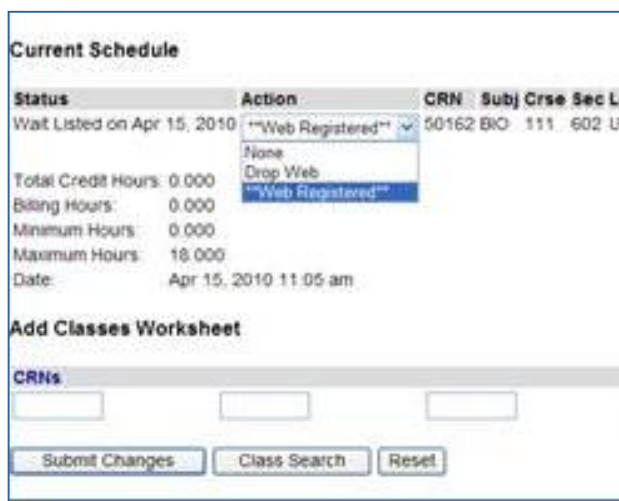 Current Schedule
Status Action CRN Subj Crse Sec L
Wait Listed on Apr 15, 2010 **Web Registered** 50162 BIO 111 602 U
None
Drop Web
**Web Registered**
Total Credit Hours: 0.000
Billing Hours: 0.000
Minimum Hours: 0.000
Maximum Hours: 18.000
Date: Apr 15, 2010 11:05 am
Add Classes Worksheet
CRNs
Submit Changes Class Search Reset